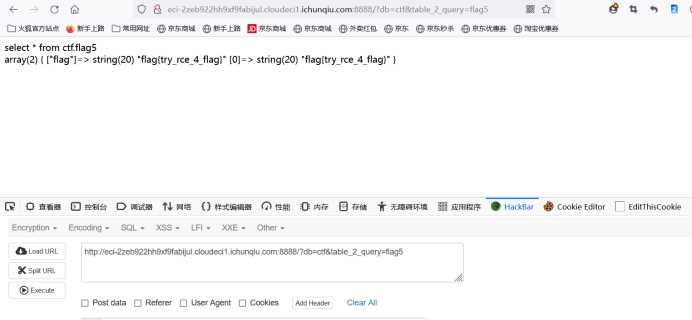 eci-2zeb922hh9xf9fabijul.cloudeci1.ichunqiu.com:8888/?db=ctf&table_2_query=flag5
火狐官方站点 新手上路 常用网址 京东商城 新手上路 京东商城 京东商城 外卖红包 京东 京东秒杀 京东优惠券 淘宝优惠券
select * from ctf.flag5
array(2) { ["flag"]=> string(20) "flag{try_rce_4_flag}" [0]=> string(20) "flag{try_rce_4_flag}" }
查看器 控制台 调试器 网络 样式编辑器 性能 内存 存储 无障碍环境 应用程序 HackBar Cookie Editor EditThisCookie
Encryption Encoding SQL XSS LFI XXE Other
Load URL
http://eci-2zeb922hh9xf9fabijul.cloudeci1.ichunqiu.com:8888/?db=ctf&table_2_query=flag5
Split URL
Execute
Post data Referer User Agent Cookies Add Header Clear All